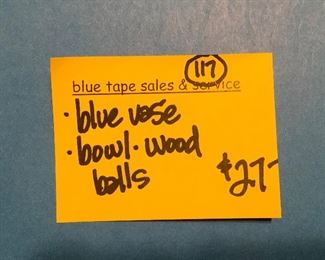 117
blue tape sales & service
· blue vase
· bowl · wood
balls
$27-